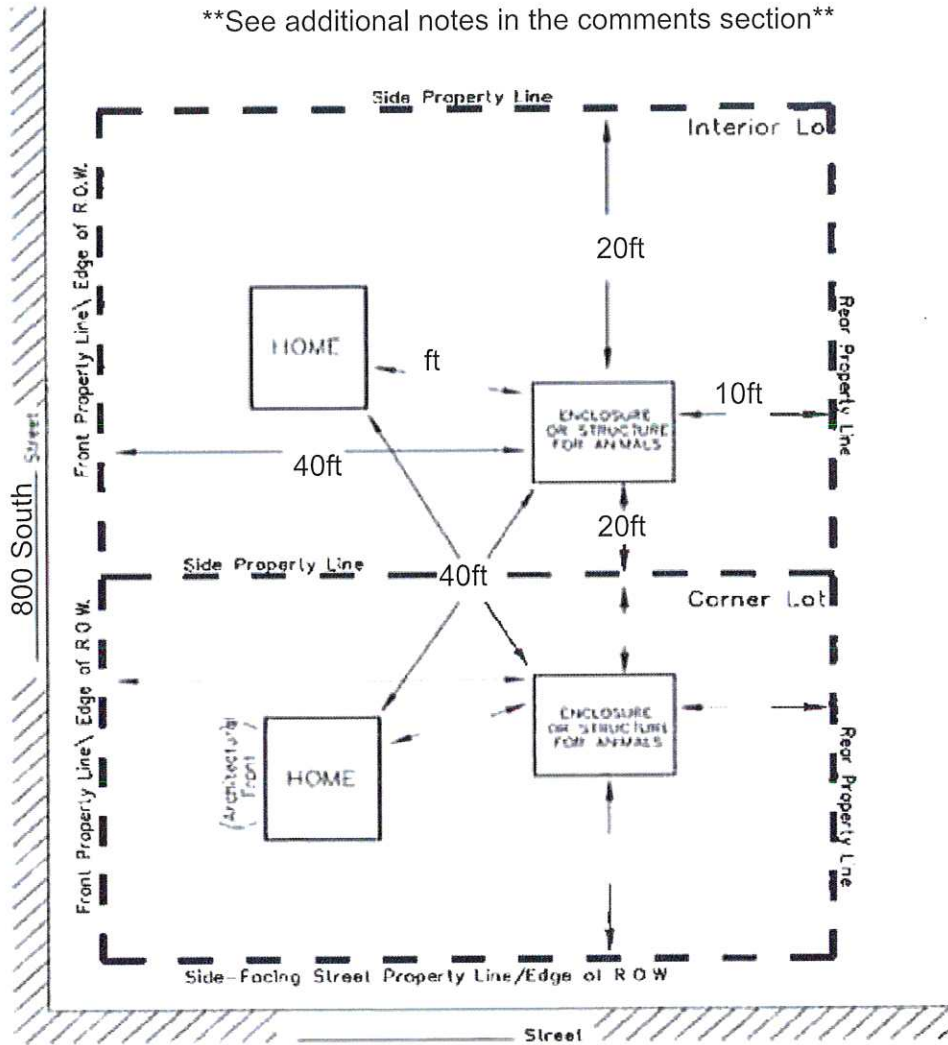 **See additional notes in the comments section**
Side Property Line
Interior Lo
Front Property Line\ Edge of R.O.W.
20ft
Rear Property Line
HOME
ft
ENCLOSURE
OR STRUCTURE
FOR ANIMALS
10ft
40ft
800 South Street
20ft
Side Property Line
40ft
Corner Lot
Front Property Line\ Edge of R O W.
ENCLOSURE
OR STRUCTURE
FOR ANIMALS
(Architectural
Front )
HOME
Rear Property Line
Side-Facing Street Property Line/Edge of R O W
Street